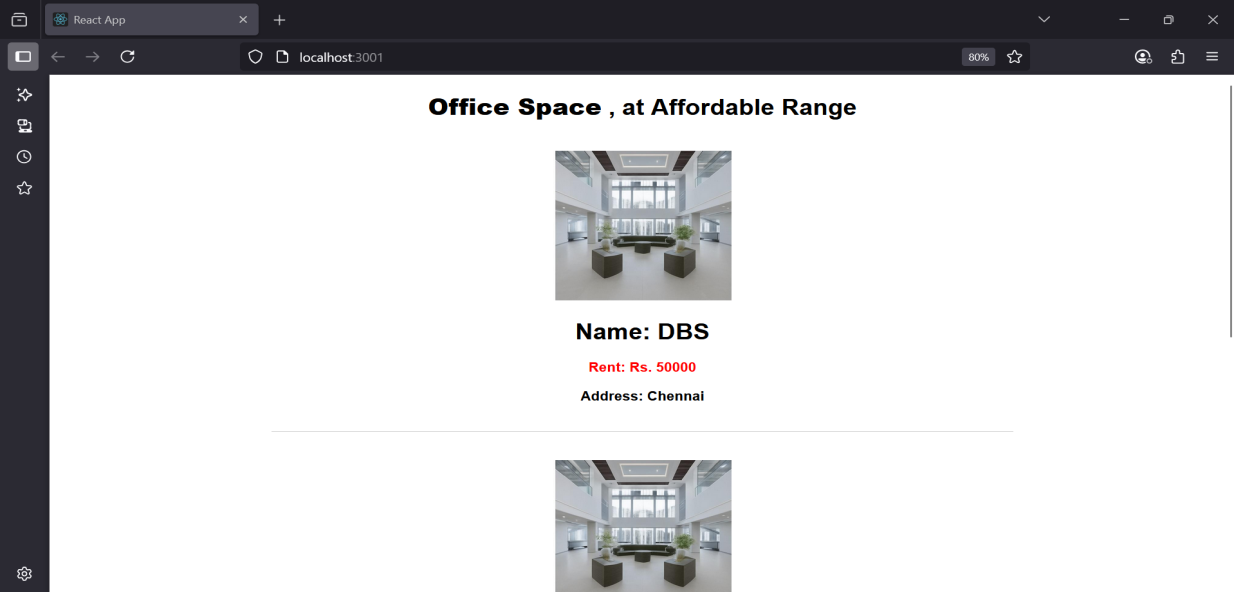 React App
localhost:3001
80%
Office Space , at Affordable Range
Name: DBS
Rent: Rs. 50000
Address: Chennai